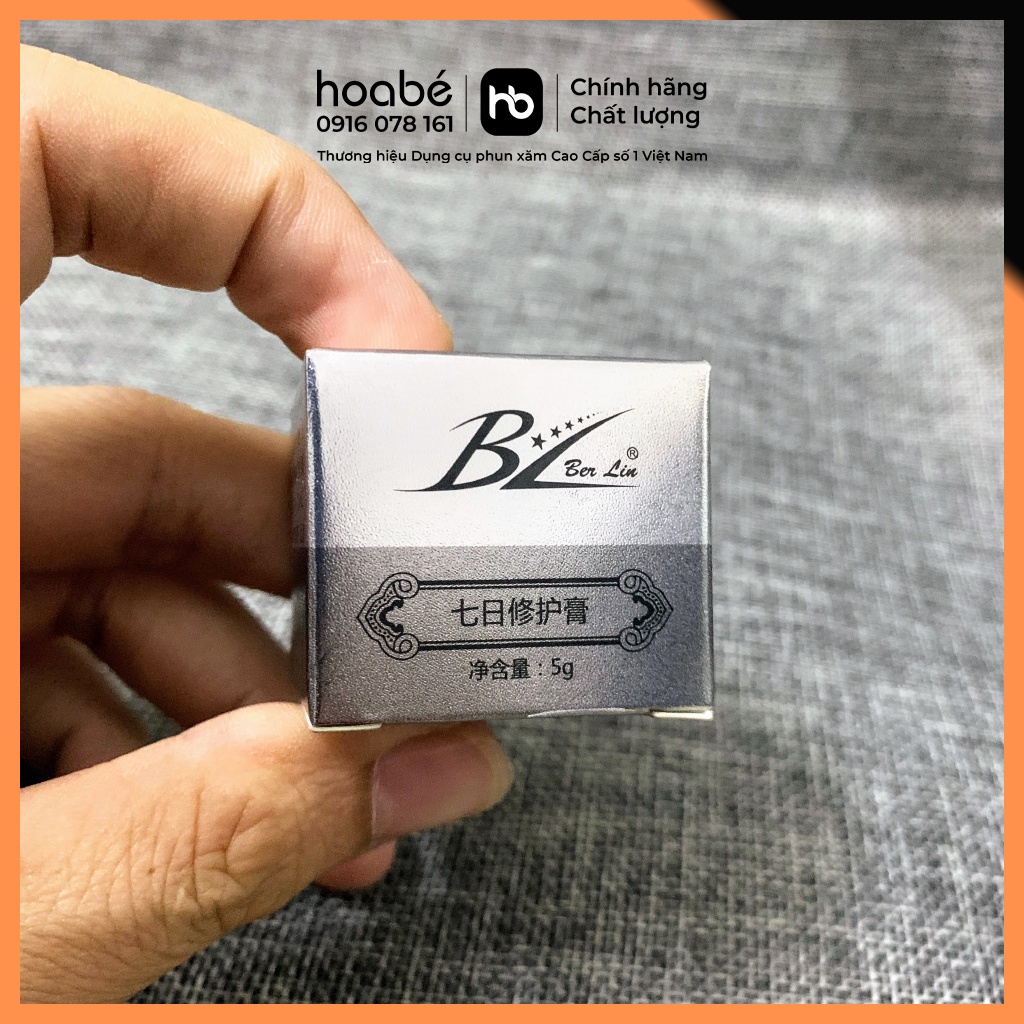 hoabé
0916 078 161
hb
Chính hãng
Chất lượng
Thương hiệu Dụng cụ phun xăm Cao Cấp số 1 Việt Nam
BL
Ber Lin®
七日修护膏
净含量：5g